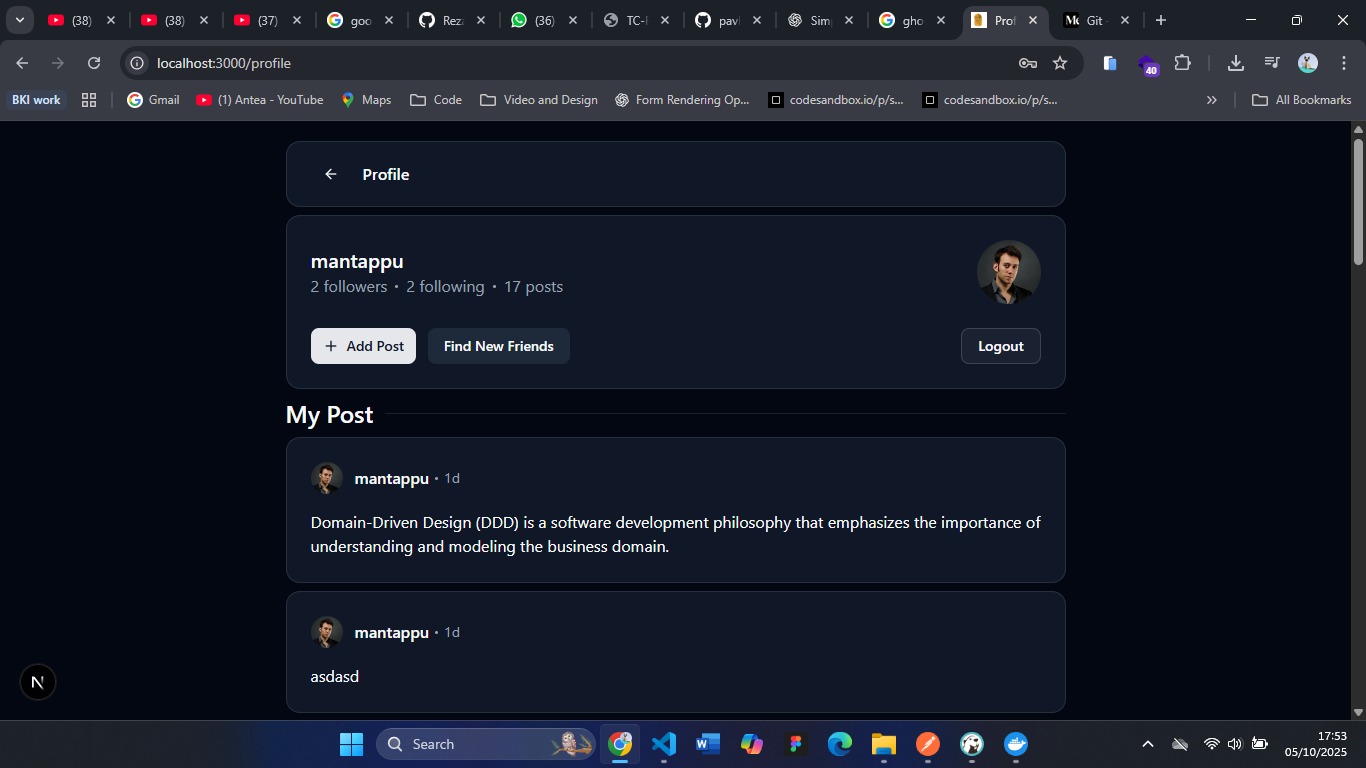 (38)
(38)
(37)
goo
Rez
(36)
TC-
pavl
Sim
gho
Prof
Git -
localhost:3000/profile
40
BKI work
Gmail
(1) Antea - YouTube
Maps
Code
Video and Design
Form Rendering Op...
codesandbox.io/p/s...
codesandbox.io/p/s...
»
All Bookmarks
← Profile
mantappu
2 followers • 2 following • 17 posts
+ Add Post
Find New Friends
Logout
My Post
mantappu • 1d
Domain-Driven Design (DDD) is a software development philosophy that emphasizes the importance of
understanding and modeling the business domain.
mantappu • 1d
asdasd
N
Search
17:53
05/10/2025